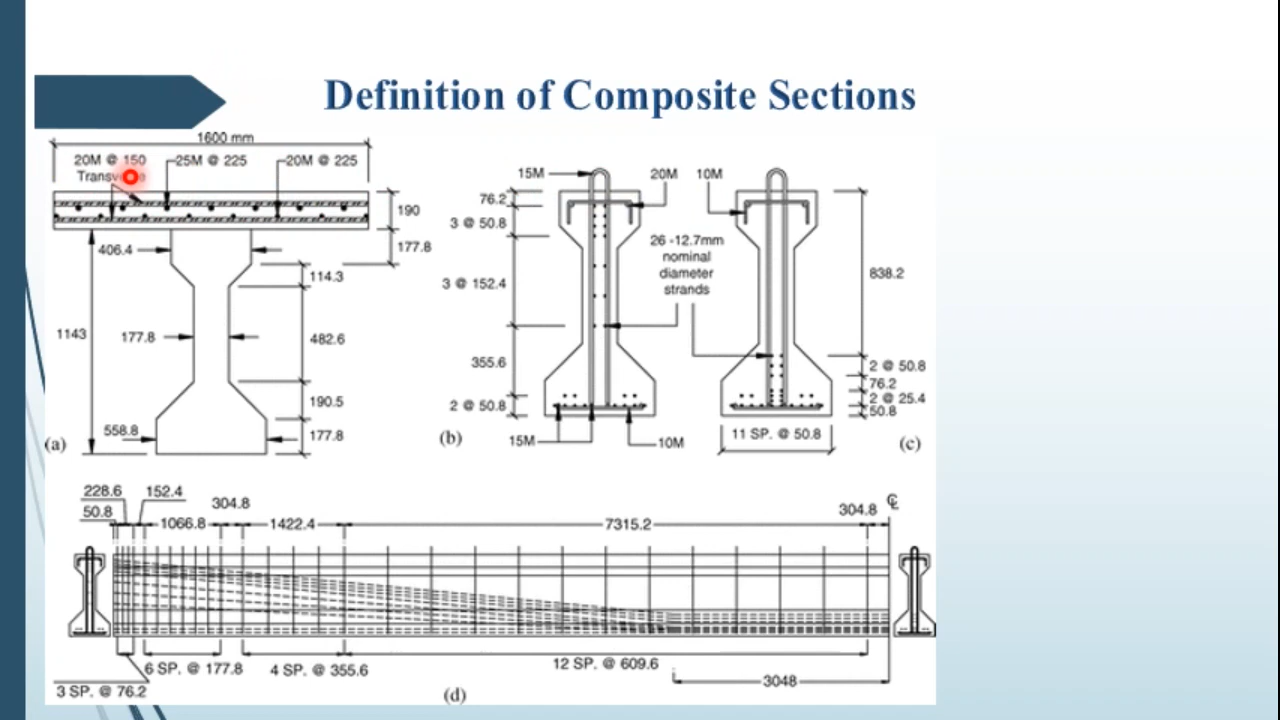 Definition of Composite Sections
1600 mm
20M @ 150
25M @ 225
20M @ 225
190
406.4
177.8
114.3
1143
177.8
482.6
190.5
558.8
177.8
(a)
15M
20M
10M
76.2
3 @ 50.8
26 -12.7mm
nominal
diameter
strands
3 @ 152.4
838.2
355.6
2 @ 50.8
76.2
2 @ 25.4
50.8
2 @ 50.8
11 SP. @ 50.8
15M
10M
(b)
(c)
228.6
152.4
304.8
304.8
℄
50.8
1066.8
1422.4
7315.2
6 SP. @ 177.8
4 SP. @ 355.6
12 SP. @ 609.6
3 SP. @ 76.2
3048
(d)